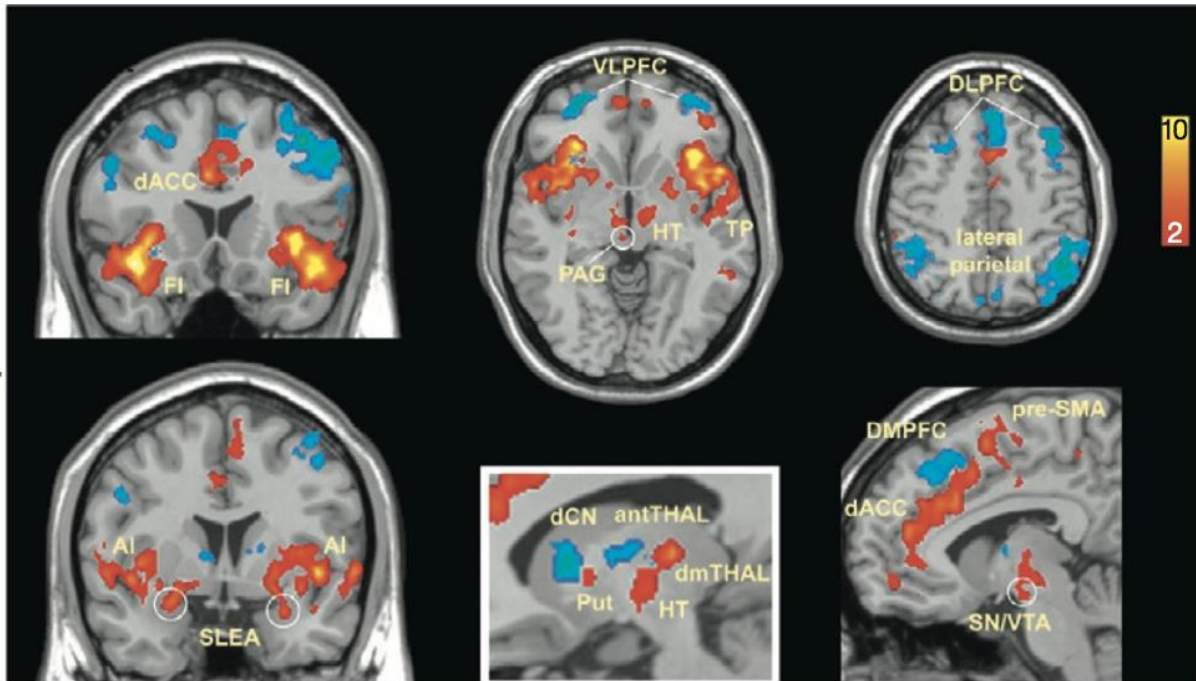 dACC
FI
FI
VLPFC
HT
TP
PAG
DLPFC
lateral
parietal
10
2
AI
AI
SLEA
dCN
antTHAL
dmTHAL
Put
HT
pre-SMA
DMPFC
dACC
SN/VTA